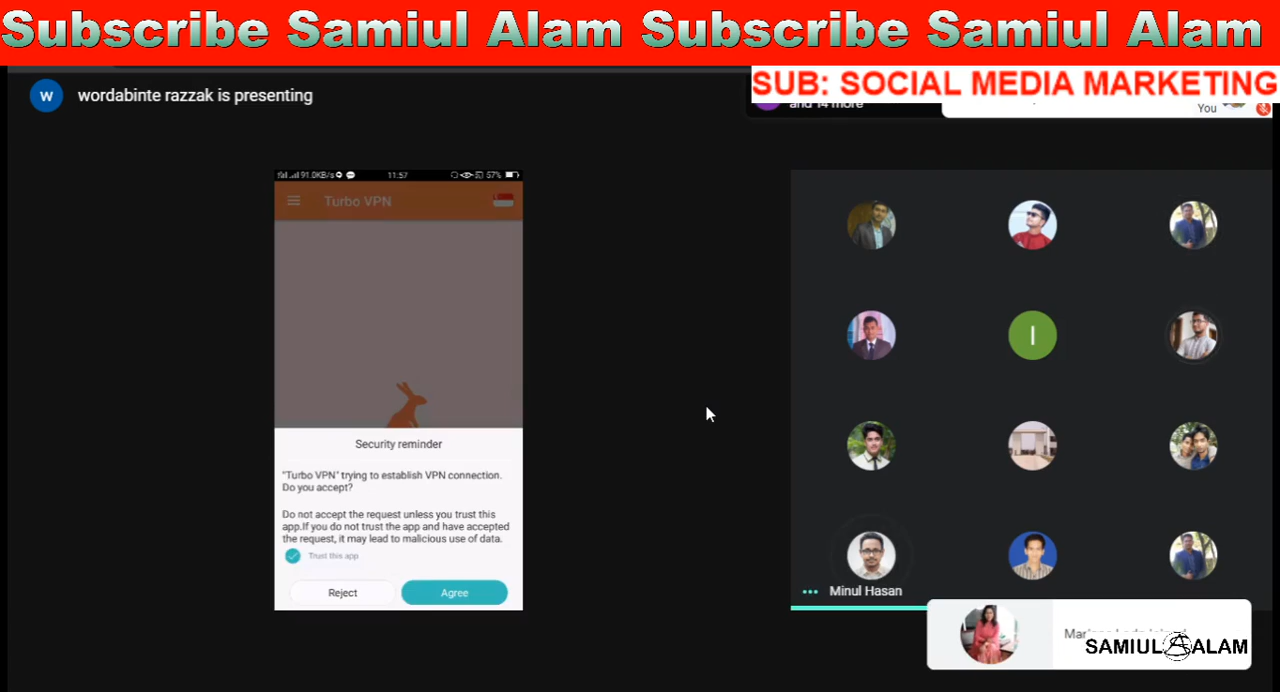 Subscribe Samiul Alam Subscribe Samiul Alam
SUB: SOCIAL MEDIA MARKETING
w
wordabinte razzak is presenting
and 14 more
You
91.0KB/s
11:57
57%
Turbo VPN
Security reminder
"Turbo VPN" trying to establish VPN connection.
Do you accept?
Do not accept the request unless you trust this
app.If you do not trust the app and have accepted
the request, it may lead to malicious use of data.
Trust this app
Reject
Agree
I
Minul Hasan
SAMIUL ALAM